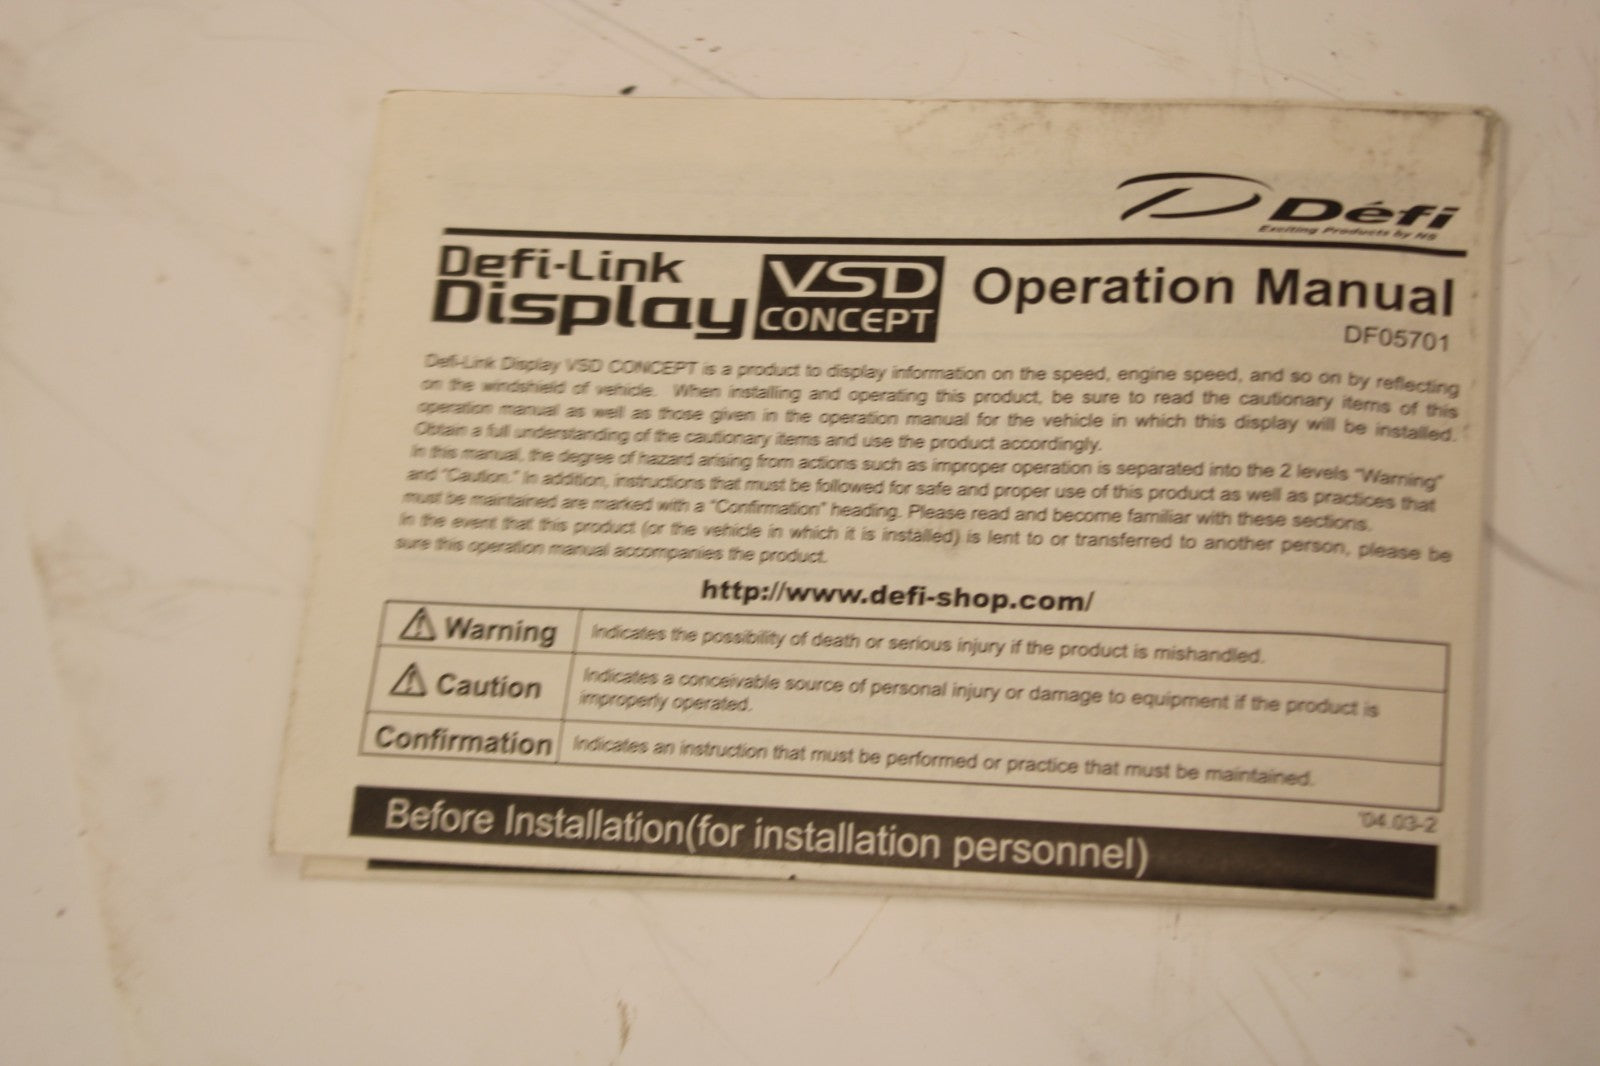 Défi
Exciting Products by NS
Defi-Link
Display
VSD
CONCEPT
Operation Manual
DF05701
Defi-Link Display VSD CONCEPT is a product to display information on the speed, engine speed, and so on by reflecting
on the windshield of vehicle. When installing and operating this product, be sure to read the cautionary items of this
operation manual as well as those given in the operation manual for the vehicle in which this display will be installed.
Obtain a full understanding of the cautionary items and use the product accordingly.
In this manual, the degree of hazard arising from actions such as improper operation is separated into the 2 levels "Warning"
and "Caution." In addition, instructions that must be followed for safe and proper use of this product as well as practices that
must be maintained are marked with a "Confirmation" heading. Please read and become familiar with these sections.
In the event that this product (or the vehicle in which it is installed) is lent to or transferred to another person, please be
sure this operation manual accompanies the product.
http://www.defi-shop.com/
Warning Indicates the possibility of death or serious injury if the product is mishandled.
Caution Indicates a conceivable source of personal injury or damage to equipment if the product is
improperly operated.
Confirmation Indicates an instruction that must be performed or practice that must be maintained.
'04.03-2
Before Installation(for installation personnel)